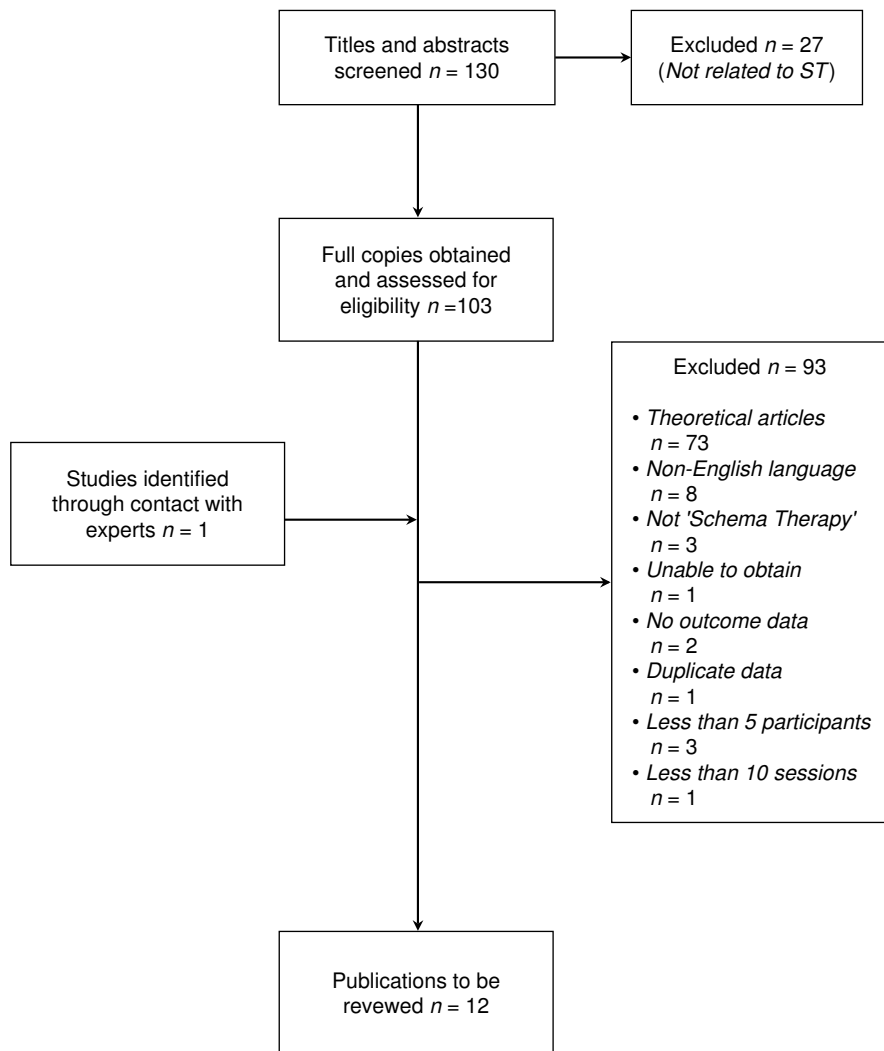 Titles and abstracts
screened n = 130
Excluded n = 27
(Not related to ST)
Full copies obtained
and assessed for
eligibility n =103
Studies identified
through contact with
experts n = 1
Excluded n = 93
• Theoretical articles
n = 73
• Non-English language
n = 8
• Not 'Schema Therapy'
n = 3
• Unable to obtain
n = 1
• No outcome data
n = 2
• Duplicate data
n = 1
• Less than 5 participants
n = 3
• Less than 10 sessions
n = 1
Publications to be
revewed n = 12